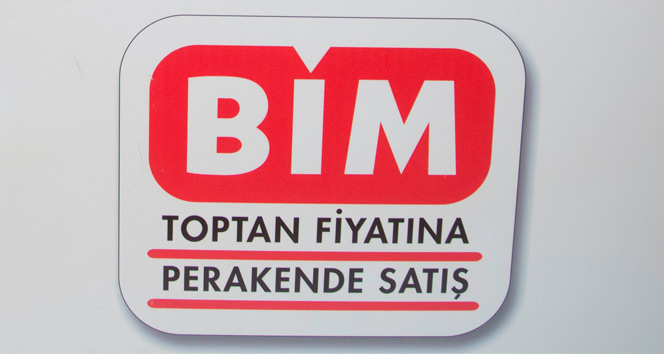 BİM
TOPTAN FİYATINA
PERAKENDE SATIŞ